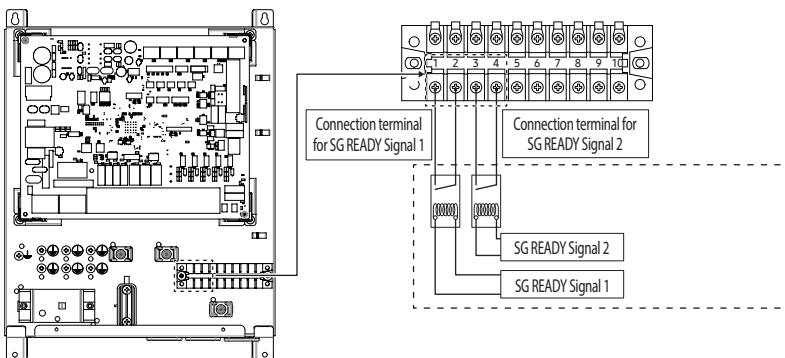 1 2 3 4 5 6 7 8 9 10
Connection terminal
for SG READY Signal 1
Connection terminal for
SG READY Signal 2
SG READY Signal 2
SG READY Signal 1